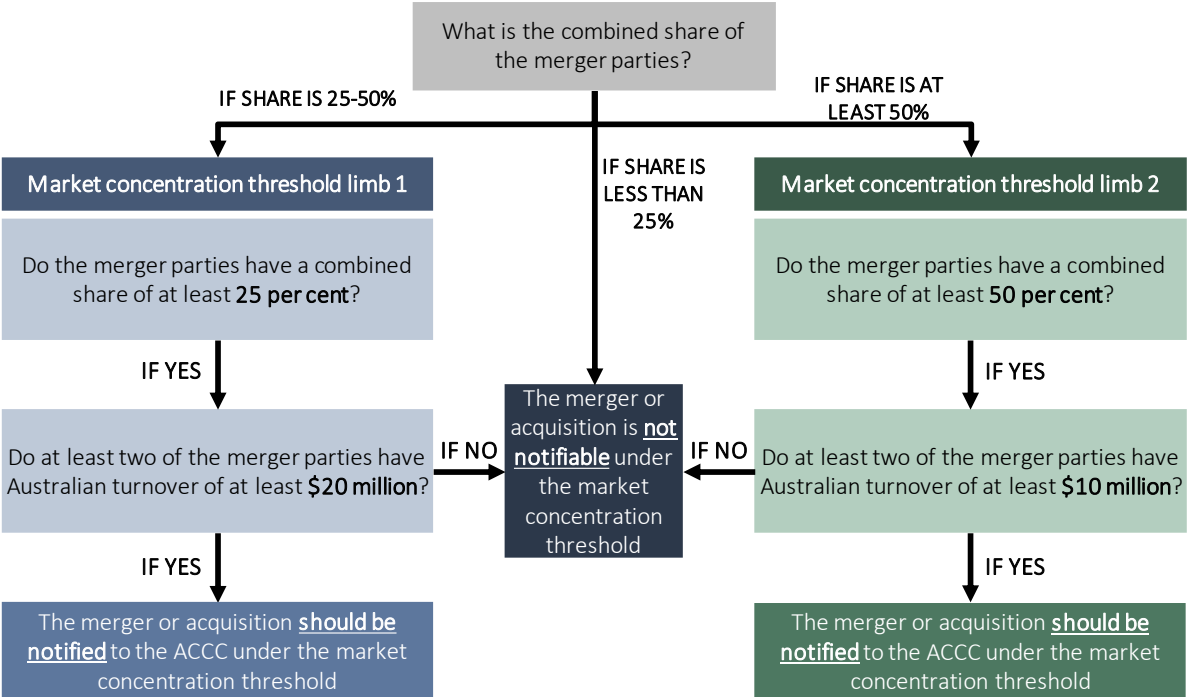 What is the combined share of
the merger parties?
IF SHARE IS 25-50%
IF SHARE IS AT
LEAST 50%
IF SHARE IS
LESS THAN
25%
Market concentration threshold limb 1
Do the merger parties have a combined
share of at least 25 per cent?
IF YES
Do at least two of the merger parties have
Australian turnover of at least $20 million?
IF NO
IF YES
The merger or acquisition should be
notified to the ACCC under the market
concentration threshold
The merger or
acquisition is not
notifiable under
the market
concentration
threshold
Market concentration threshold limb 2
Do the merger parties have a combined
share of at least 50 per cent?
IF YES
Do at least two of the merger parties have
Australian turnover of at least $10 million?
IF NO
IF YES
The merger or acquisition should be
notified to the ACCC under the market
concentration threshold